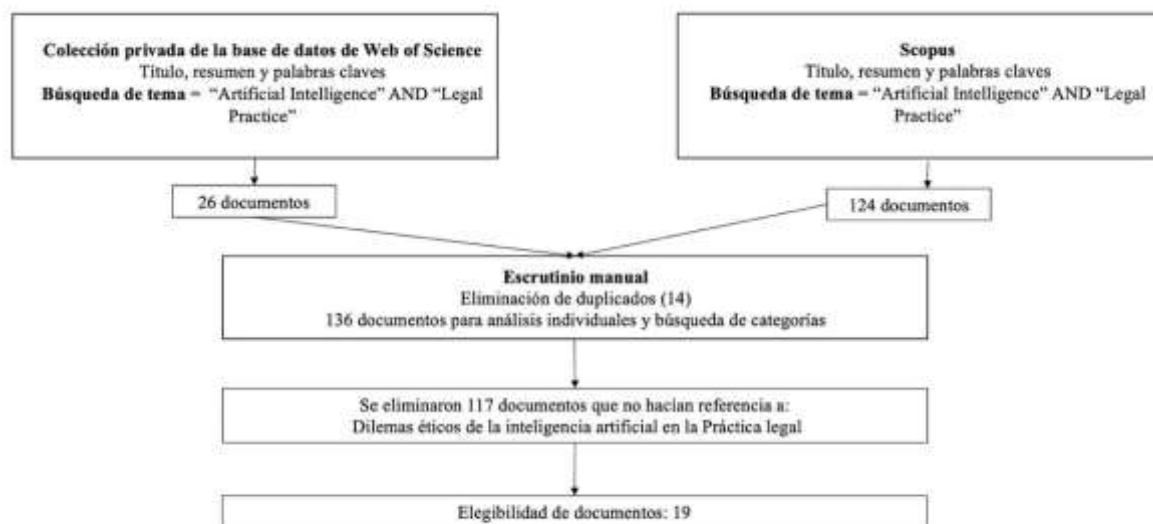 Colección privada de la base de datos de Web of Science
Título, resumen y palabras claves
Búsqueda de tema = “Artificial Intelligence” AND “Legal
Practice”
Scopus
Título, resumen y palabras claves
Búsqueda de tema = “Artificial Intelligence” AND “Legal
Practice”
26 documentos
124 documentos
Escrutinio manual
Eliminación de duplicados (14)
136 documentos para análisis individuales y búsqueda de categorías
Se eliminaron 117 documentos que no hacían referencia a:
Dilemas éticos de la inteligencia artificial en la Práctica legal
Elegibilidad de documentos: 19